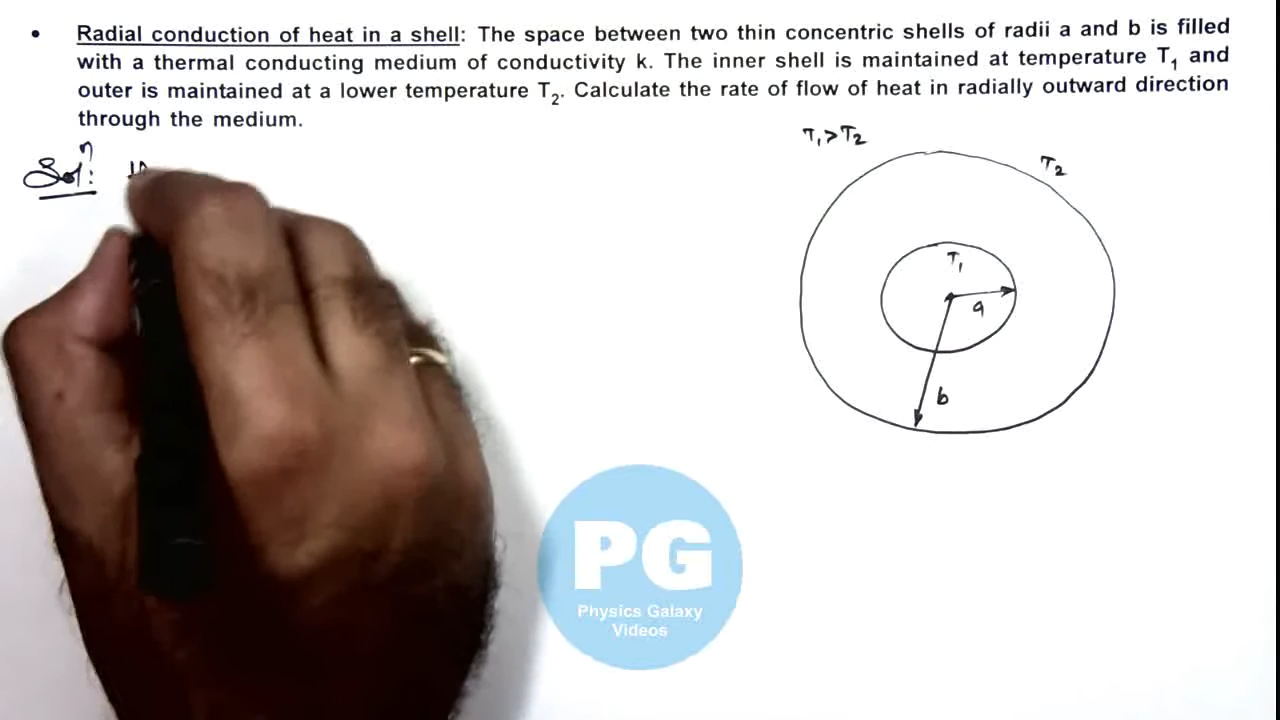 • Radial conduction of heat in a shell: The space between two thin concentric shells of radii a and b is filled
with a thermal conducting medium of conductivity k. The inner shell is maintained at temperature T₁ and
outer is maintained at a lower temperature T₂. Calculate the rate of flow of heat in radially outward direction
through the medium.
T₁>T₂
T₂
Solⁿ:
T₁
a
b
PG
Physics Galaxy
Videos